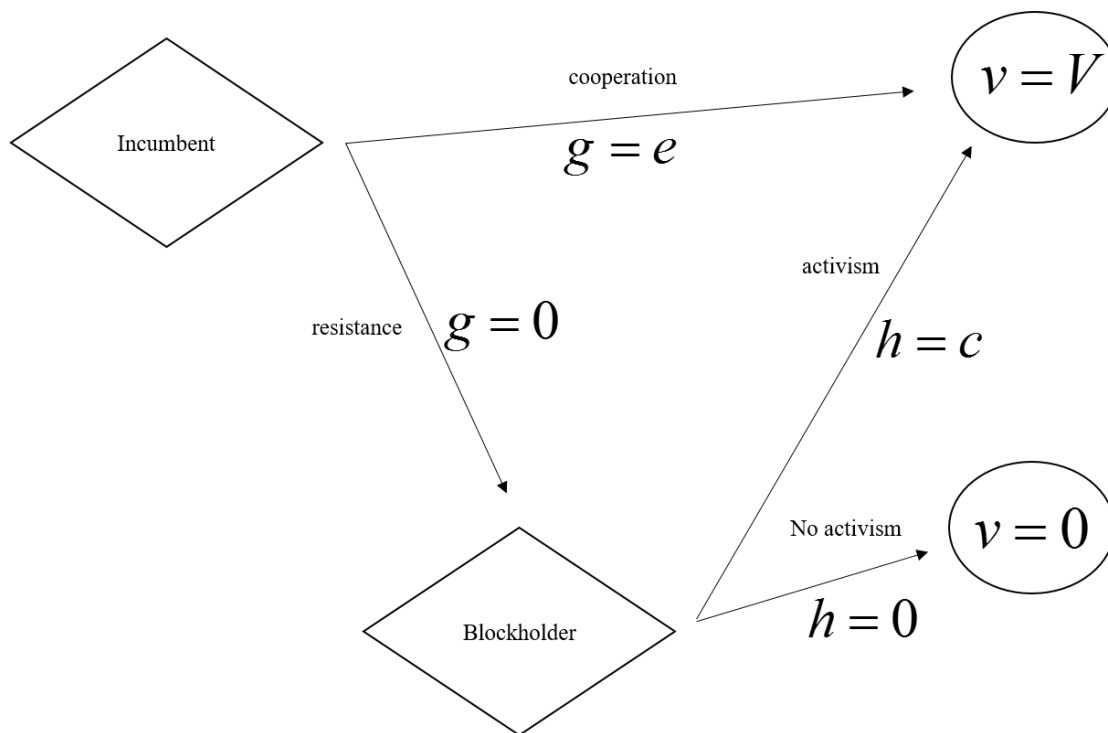 cooperation
v = V
Incumbent
g = e
activism
resistance
g = 0
h = c
No activism
v = 0
Blockholder
h = 0